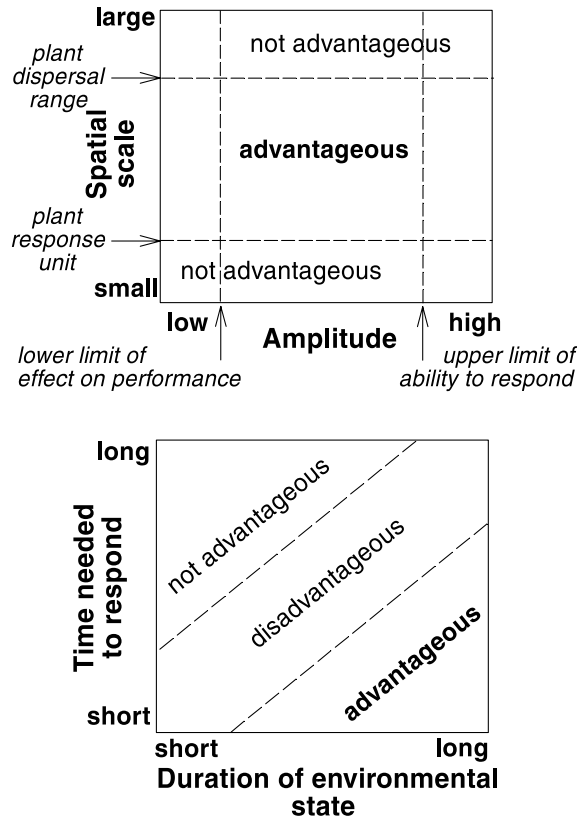 large
not advantageous
plant
dispersal
range
Spatial
scale
advantageous
plant
response
unit
not advantageous
small
low
Amplitude
high
lower limit of
effect on performance
upper limit of
ability to respond
long
not advantageous
Time needed
to respond
disadvantageous
advantageous
short
short
long
Duration of environmental
state